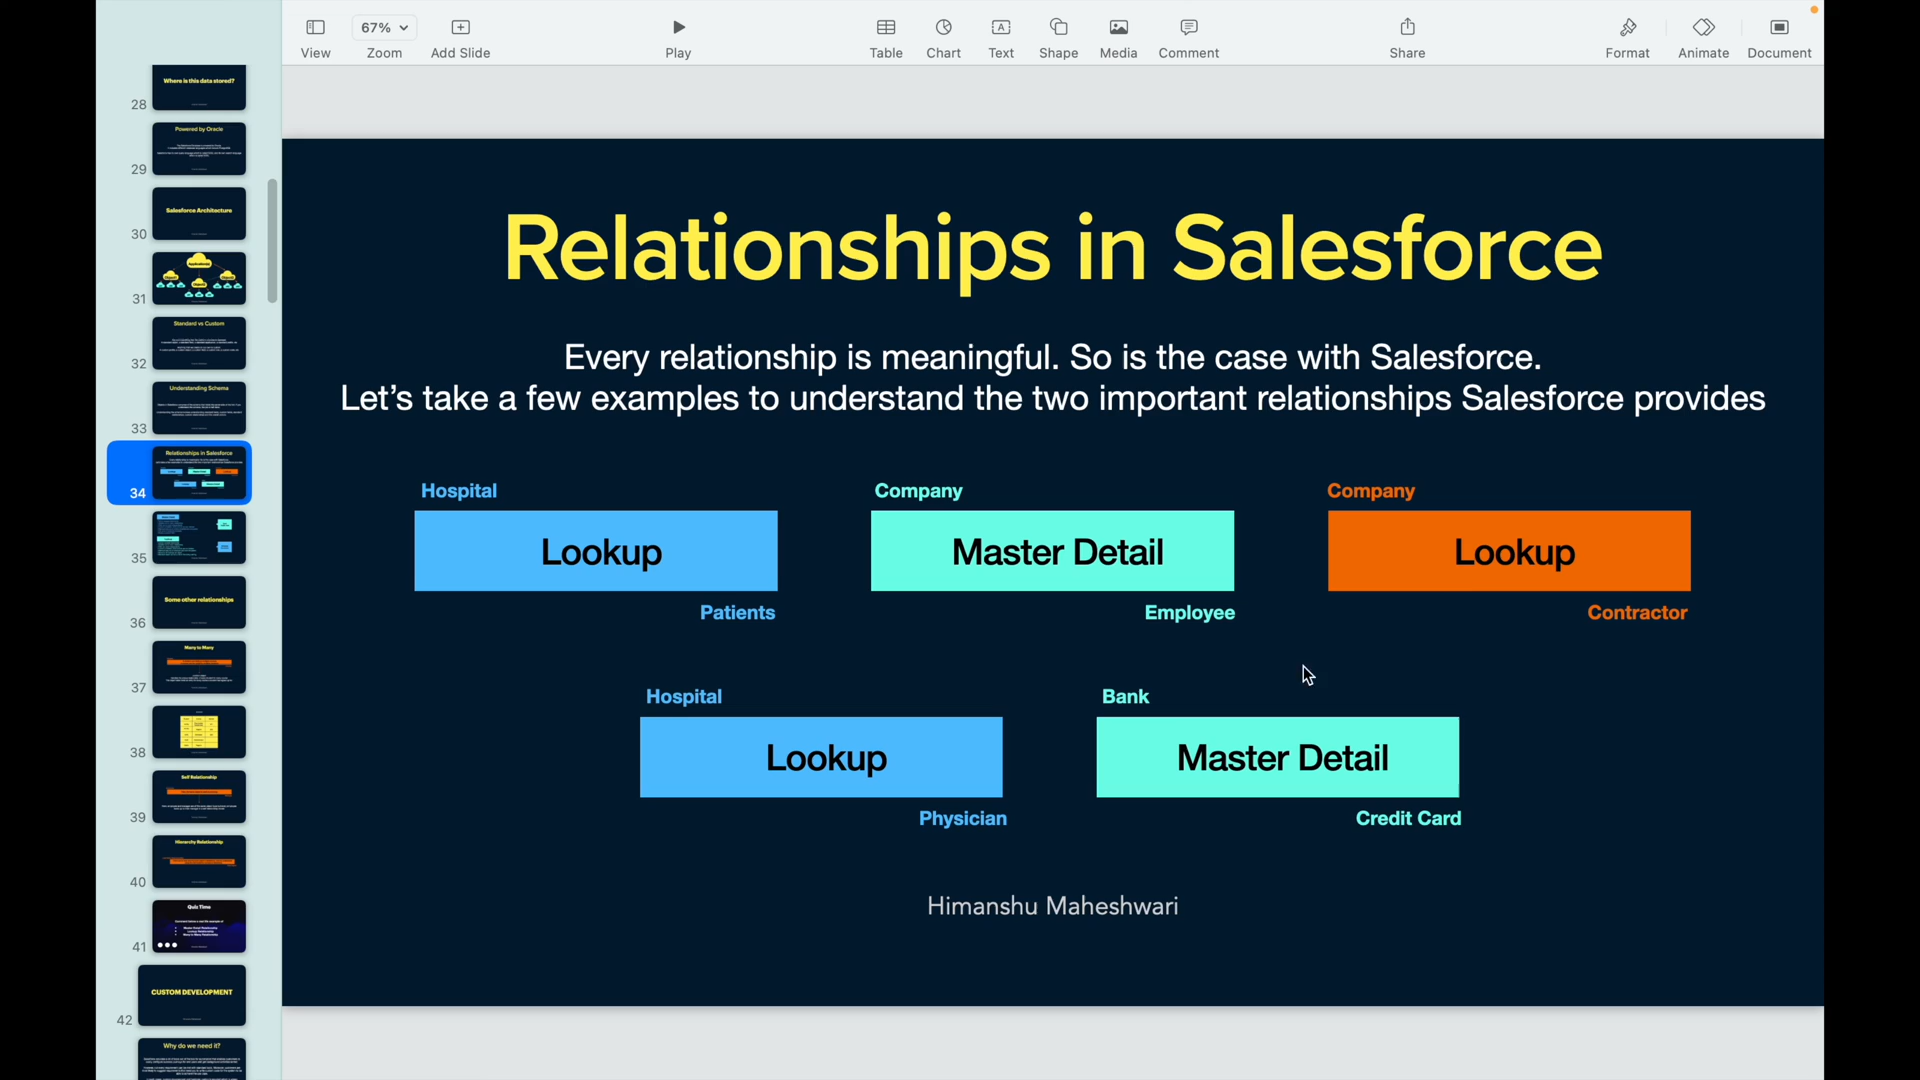 View
67%
Zoom
Add Slide
Play
Table
Chart
Text
Shape
Media
Comment
Share
Format
Animate
Document
Where is this data stored?
28
Powered by Oracle
29
Salesforce Architecture
30
31
Standard vs Custom
32
Understanding Schema
33
Relationships in Salesforce
34
35
Some other relationships
36
Many to Many
37
38
Self Relationship
39
Hierarchy Relationship
40
Quiz Time
41
CUSTOM DEVELOPMENT
42
Why do we need it?
Relationships in Salesforce
Every relationship is meaningful. So is the case with Salesforce.
Let's take a few examples to understand the two important relationships Salesforce provides
Hospital
Lookup
Patients
Company
Master Detail
Employee
Company
Lookup
Contractor
Hospital
Lookup
Physician
Bank
Master Detail
Credit Card
Himanshu Maheshwari